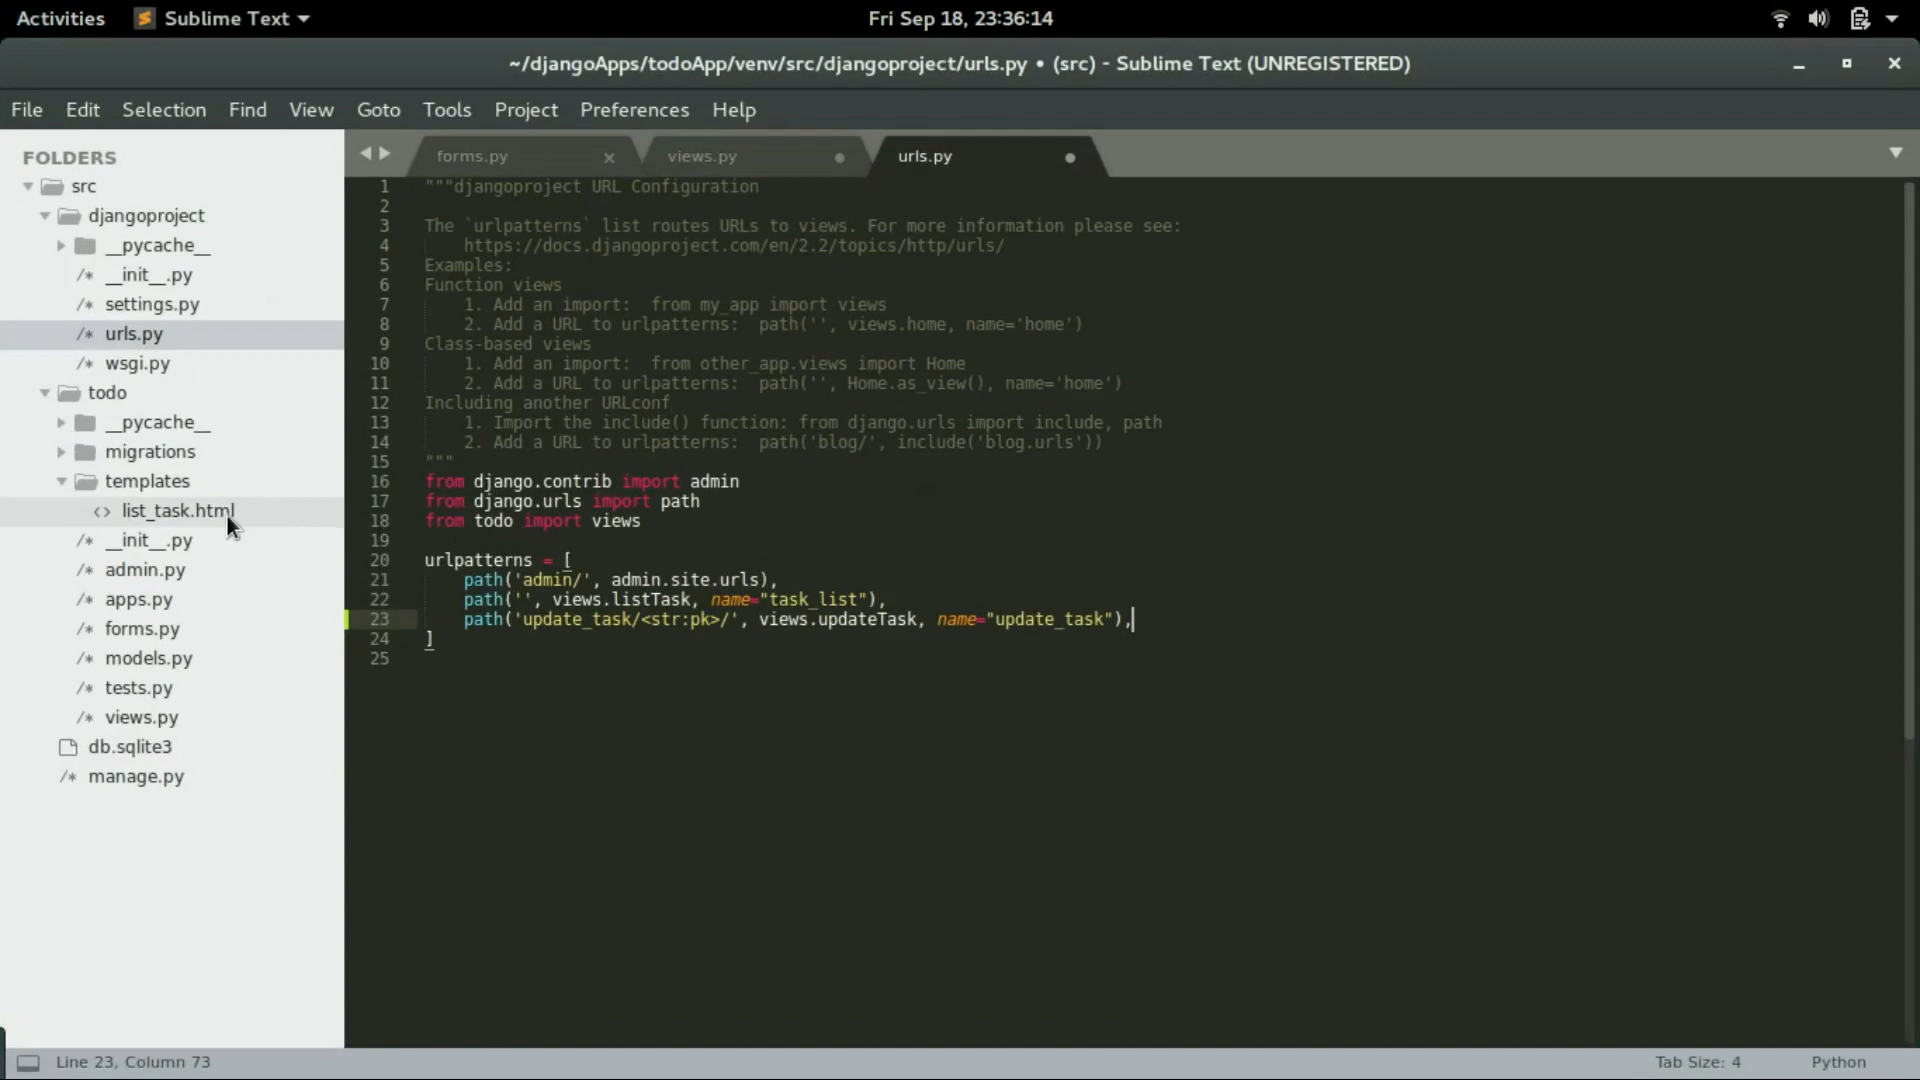 Activities Sublime Text Fri Sep 18, 23:36:14
~/djangoApps/todoApp/venv/src/djangoproject/urls.py • (src) - Sublime Text (UNREGISTERED)
File Edit Selection Find View Goto Tools Project Preferences Help
FOLDERS
src
djangoproject
__pycache__
/* __init__.py
/* settings.py
/* urls.py
/* wsgi.py
todo
__pycache__
migrations
templates
<> list_task.html
/* __init__.py
/* admin.py
/* apps.py
/* forms.py
/* models.py
/* tests.py
/* views.py
db.sqlite3
/* manage.py
forms.py × views.py urls.py
1 """djangoproject URL Configuration
2
3 The `urlpatterns` list routes URLs to views. For more information please see:
4     https://docs.djangoproject.com/en/2.2/topics/http/urls/
5 Examples:
6 Function views
7     1. Add an import:  from my_app import views
8     2. Add a URL to urlpatterns:  path('', views.home, name='home')
9 Class-based views
10     1. Add an import:  from other_app.views import Home
11     2. Add a URL to urlpatterns:  path('', Home.as_view(), name='home')
12 Including another URLconf
13     1. Import the include() function: from django.urls import include, path
14     2. Add a URL to urlpatterns:  path('blog/', include('blog.urls'))
15 """
16 from django.contrib import admin
17 from django.urls import path
18 from todo import views
19
20 urlpatterns = [
21     path('admin/', admin.site.urls),
22     path('', views.listTask, name="task_list"),
23     path('update_task/<str:pk>/', views.updateTask, name="update_task"),
24 ]
25
Line 23, Column 73 Tab Size: 4 Python